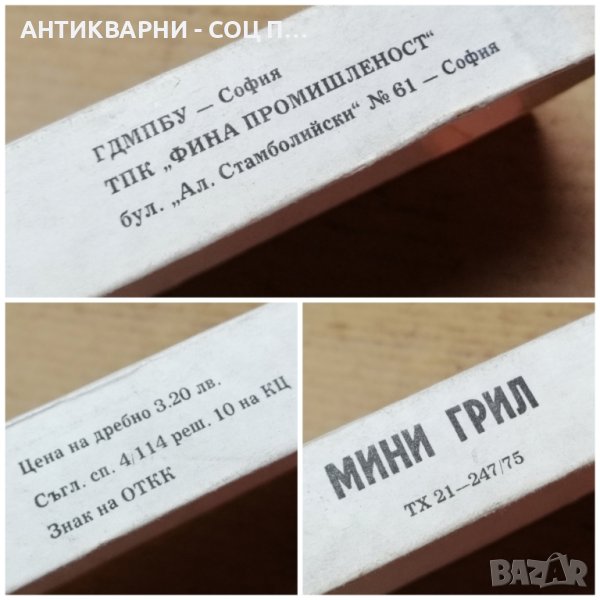 АНТИКВАРНИ - СОЦ П...
ГДМПБУ — София
ТПК „ФИНА ПРОМИШЛЕНОСТ“
бул. „Ал. Стамболийски“ № 61 — София
Цена на дребно 3.20 лв.
Съгл. сп. 4/114 реш. 10 на КЦ
Знак на ОТКК
МИНИ ГРИЛ
ТХ 21—247/75
BAZAR